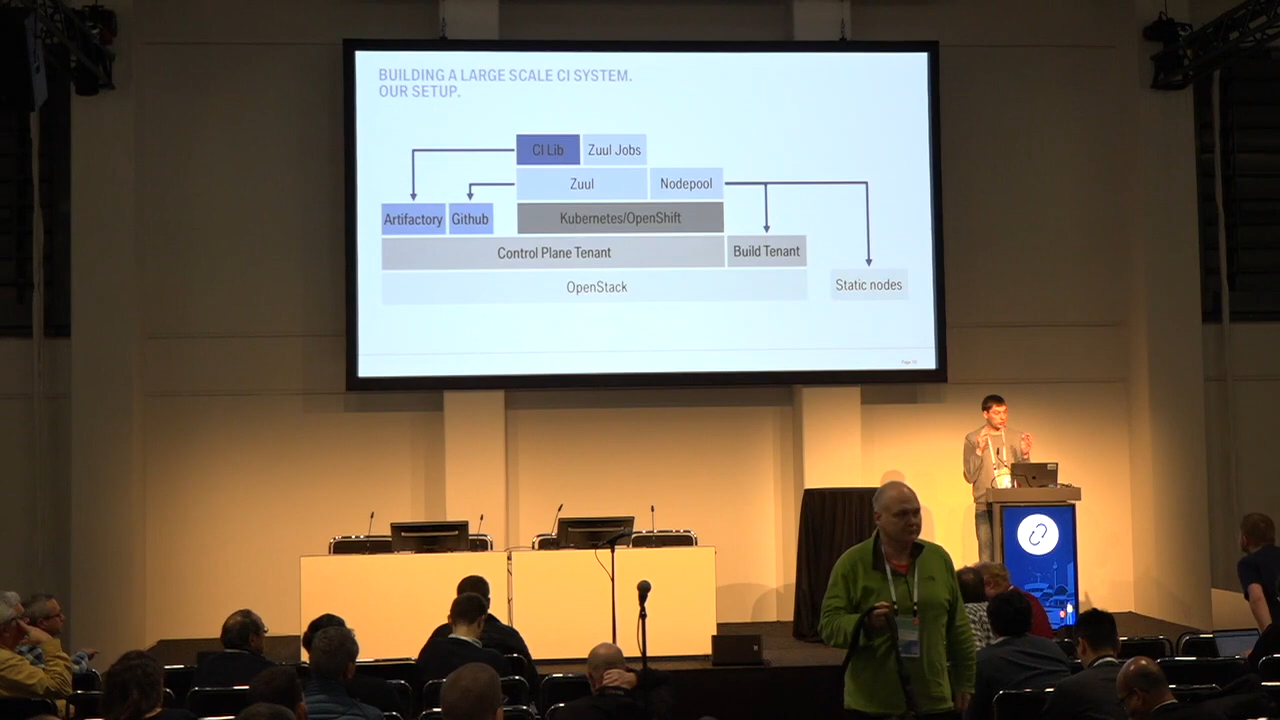 BUILDING A LARGE SCALE CI SYSTEM.
OUR SETUP.
CI Lib
Zuul Jobs
Zuul
Nodepool
Artifactory
Github
Kubernetes/OpenShift
Control Plane Tenant
Build Tenant
OpenStack
Static nodes
Page